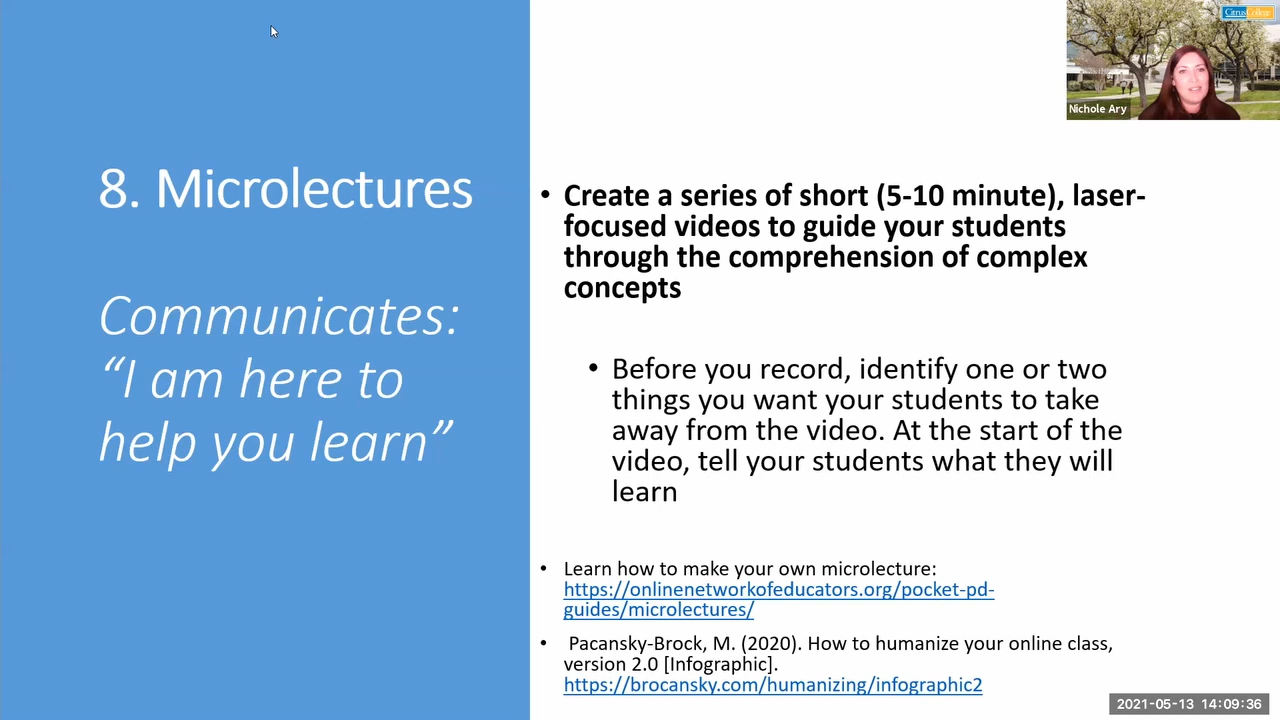 CitrusCollege
Nichole Ary
8. Microlectures
Communicates:
“I am here to
help you learn”
• Create a series of short (5-10 minute), laser-
focused videos to guide your students
through the comprehension of complex
concepts
• Before you record, identify one or two
things you want your students to take
away from the video. At the start of the
video, tell your students what they will
learn
• Learn how to make your own microlecture:
https://onlinenetworkofeducators.org/pocket-pd-
guides/microlectures/
• Pacansky-Brock, M. (2020). How to humanize your online class,
version 2.0 [Infographic].
https://brocansky.com/humanizing/infographic2
2021-05-13 14:09:36